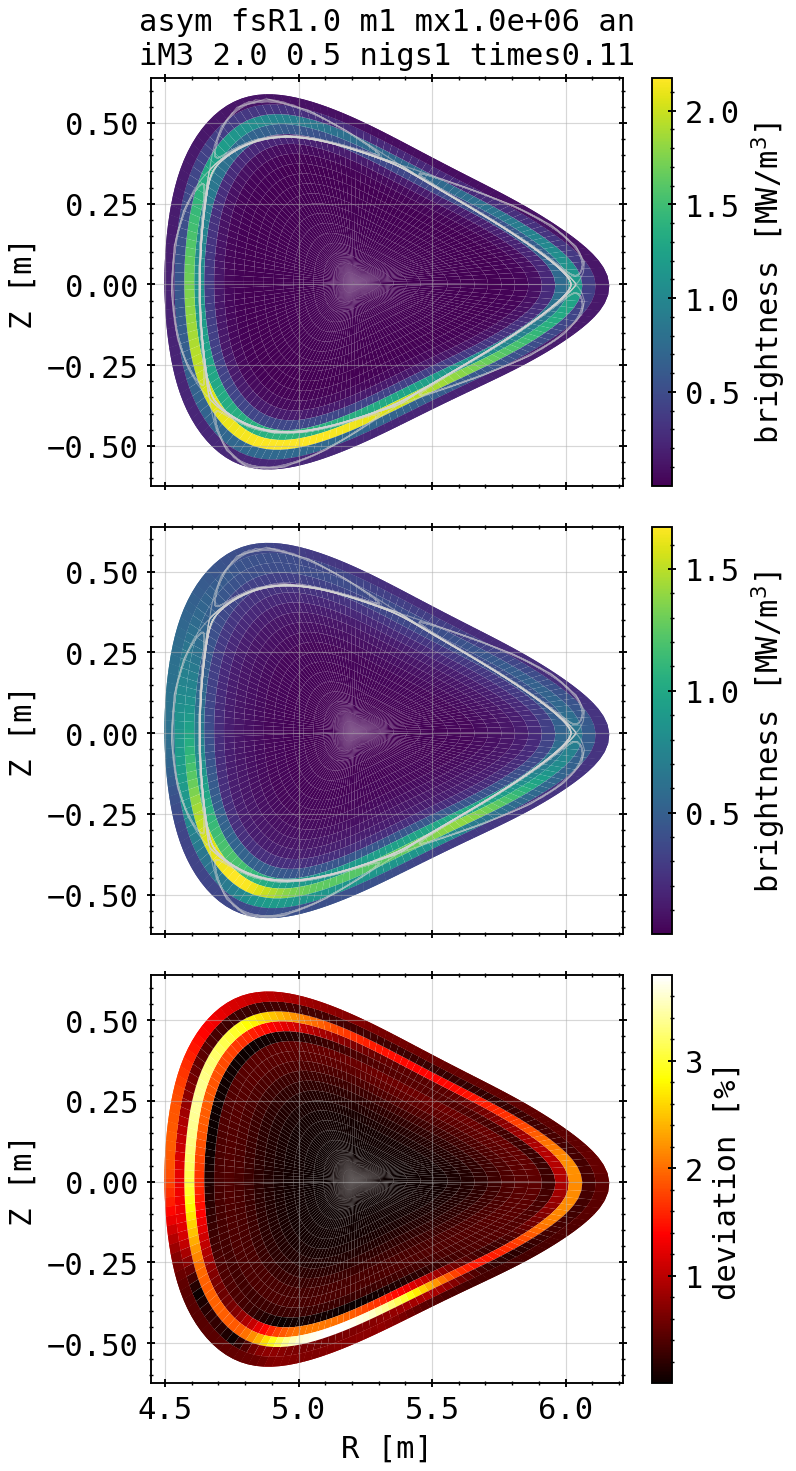 asym fsR1.0 m1 mx1.0e+06 an
iM3 2.0 0.5 nigs1 times0.11
0.50
0.25
0.00
−0.25
−0.50
Z [m]
2.0
1.5
1.0
0.5
brightness [MW/m³]
0.50
0.25
0.00
−0.25
−0.50
Z [m]
1.5
1.0
0.5
brightness [MW/m³]
0.50
0.25
0.00
−0.25
−0.50
Z [m]
3
2
1
deviation [%]
4.5 5.0 5.5 6.0
R [m]